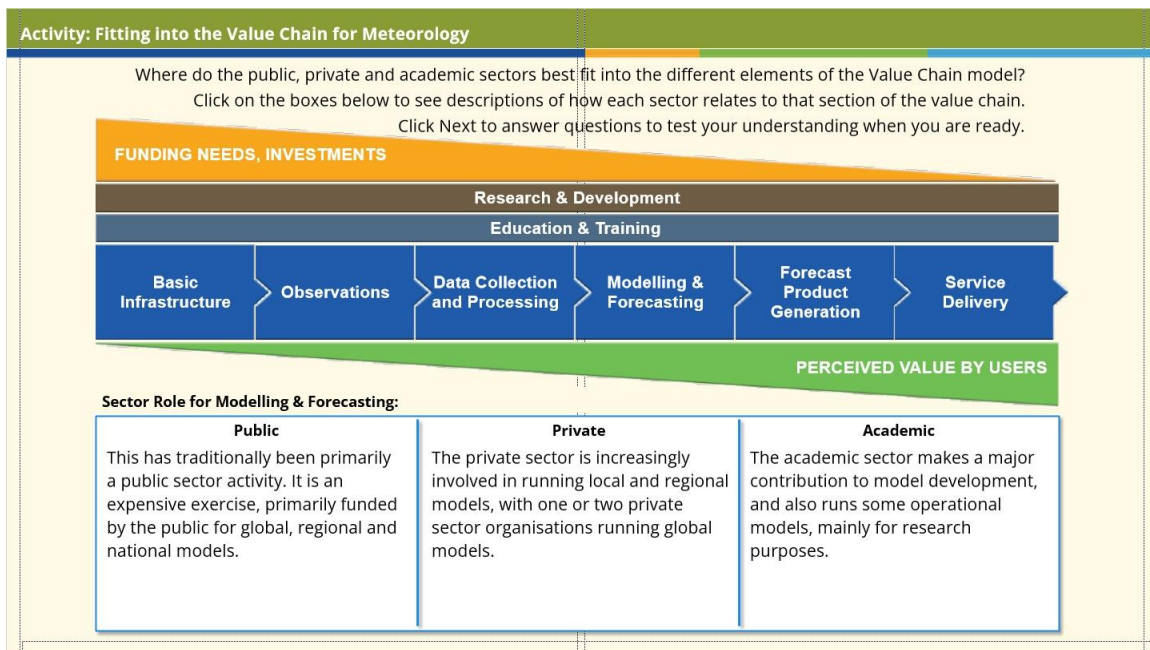 Activity: Fitting into the Value Chain for Meteorology
Where do the public, private and academic sectors best fit into the different elements of the Value Chain model?
Click on the boxes below to see descriptions of how each sector relates to that section of the value chain.
Click Next to answer questions to test your understanding when you are ready.
FUNDING NEEDS, INVESTMENTS
Research & Development
Education & Training
Basic
Infrastructure
Observations
Data Collection
and Processing
Modelling &
Forecasting
Forecast
Product
Generation
Service
Delivery
PERCEIVED VALUE BY USERS
Sector Role for Modelling & Forecasting:
Public
This has traditionally been primarily
a public sector activity. It is an
expensive exercise, primarily funded
by the public for global, regional and
national models.
Private
The private sector is increasingly
involved in running local and regional
models, with one or two private
sector organisations running global
models.
Academic
The academic sector makes a major
contribution to model development,
and also runs some operational
models, mainly for research
purposes.